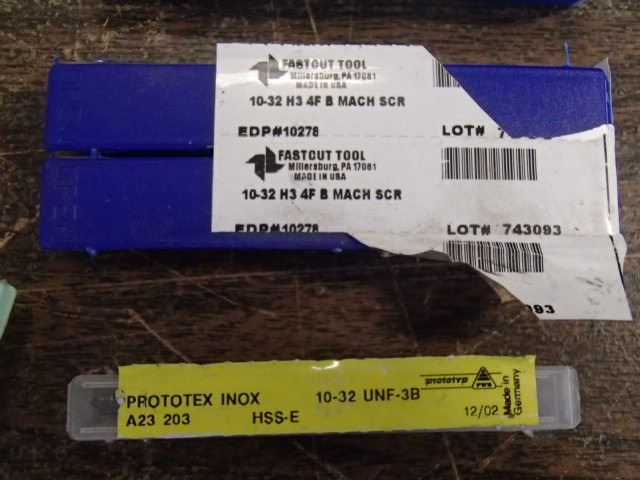 FASTCUT TOOL
Millersburg, PA 17061
MADE IN USA
10-32 H3 4F B MACH SCR
EDP#10278 LOT# 7
FASTCUT TOOL
Millersburg, PA 17061
MADE IN USA
10-32 H3 4F B MACH SCR
EDP#10278 LOT# 743093
093
PROTOTEX INOX 10-32 UNF-3B
prototyp
A23 203 HSS-E 12/02
Made in
Germany